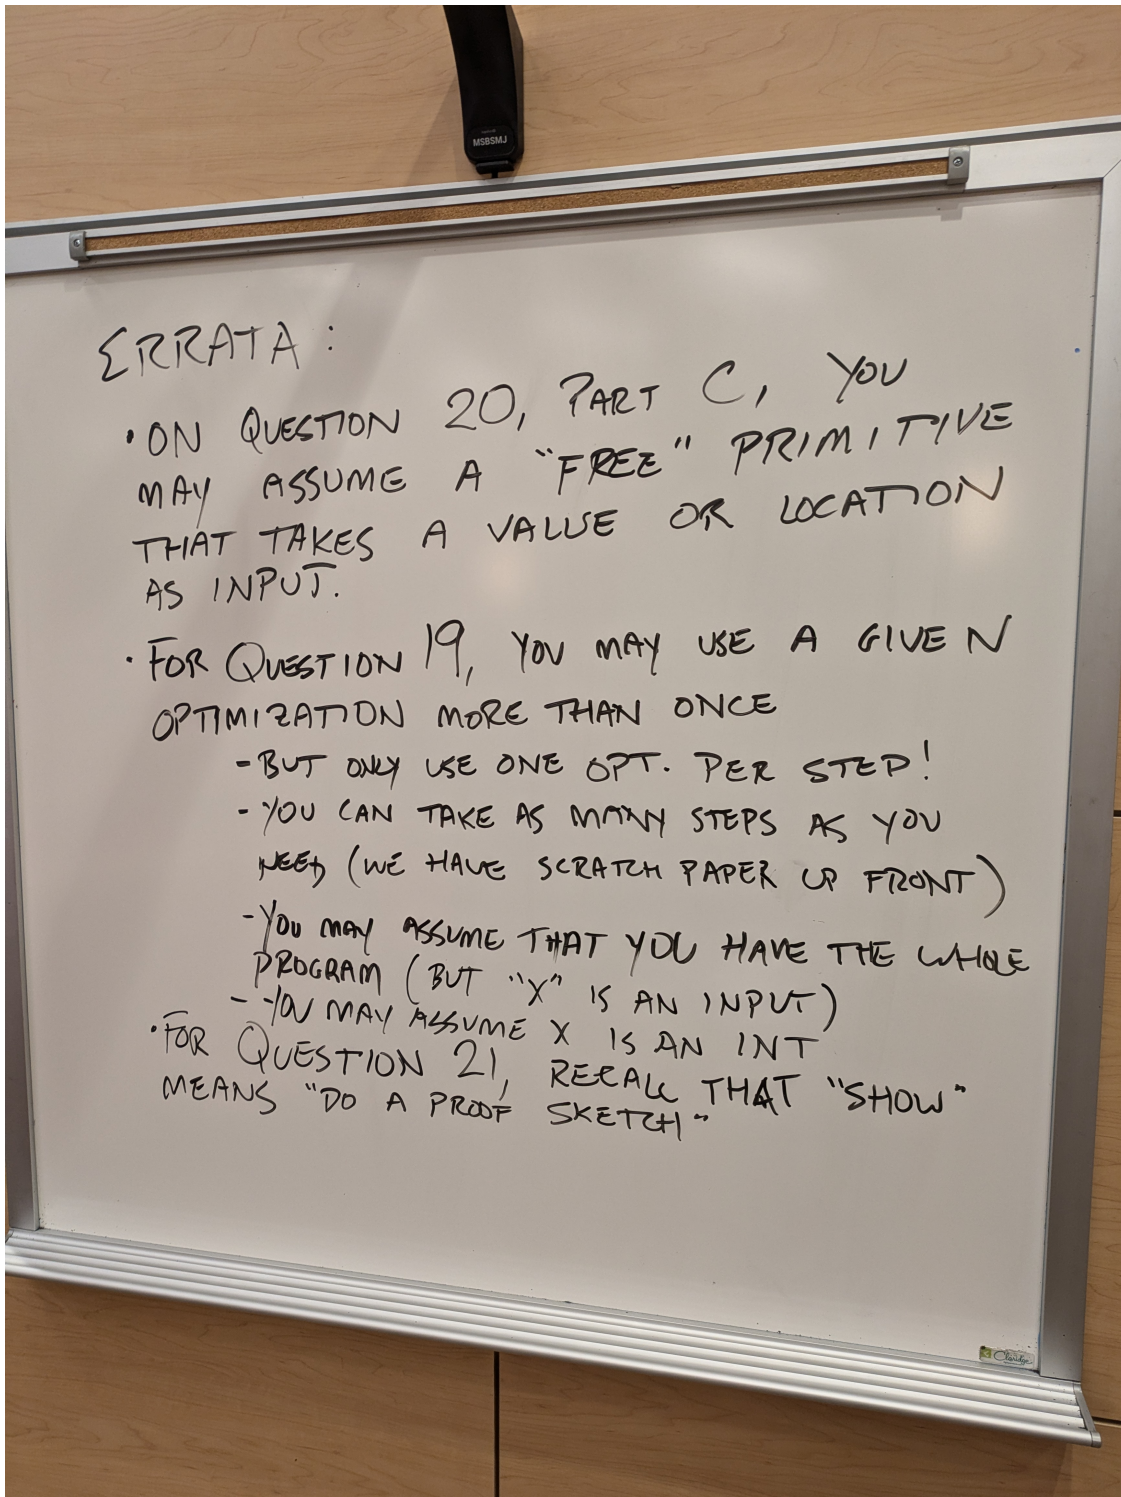 MSBSMJ
ERRATA:
• ON QUESTION 20, PART C, YOU
MAY ASSUME A "FREE" PRIMITIVE
THAT TAKES A VALUE OR LOCATION
AS INPUT.
• FOR QUESTION 19, YOU MAY USE A GIVEN
OPTIMIZATION MORE THAN ONCE
- BUT ONLY USE ONE OPT. PER STEP!
- YOU CAN TAKE AS MANY STEPS AS YOU
NEED (WE HAVE SCRATCH PAPER UP FRONT)
- YOU MAY ASSUME THAT YOU HAVE THE WHOLE
PROGRAM (BUT "X" IS AN INPUT)
- YOU MAY ASSUME X IS AN INT
• FOR QUESTION 21, RECALL THAT "SHOW"
MEANS "DO A PROOF SKETCH"
Claridge